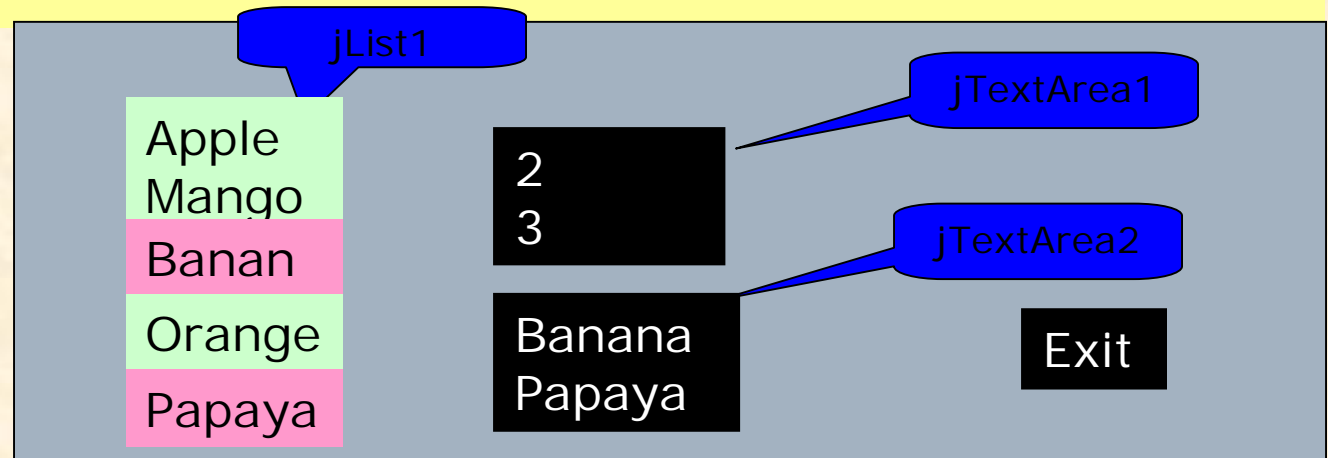 jList1
jTextArea1
Apple
Mango
Banan
Orange
Papaya
2
3
jTextArea2
Banana
Papaya
Exit